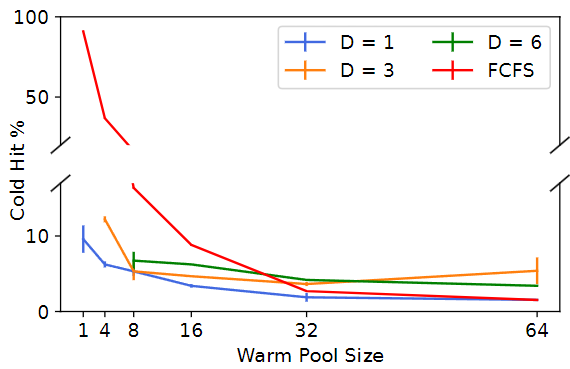 100
50
10
0
Cold Hit %
D = 1
D = 3
D = 6
FCFS
1 4 8 16 32 64
Warm Pool Size